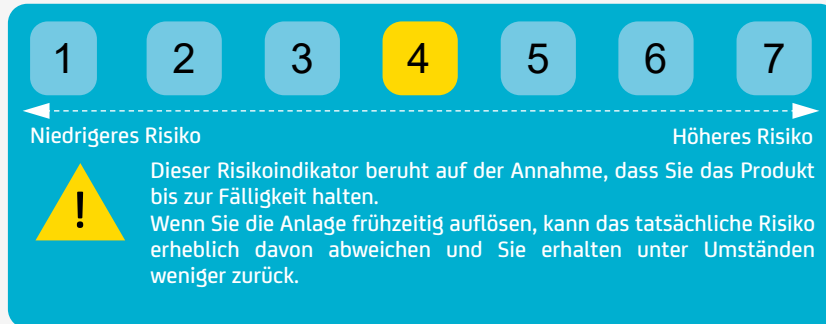 1 2 3 4 5 6 7
Niedrigeres Risiko Höheres Risiko
!
Dieser Risikoindikator beruht auf der Annahme, dass Sie das Produkt
bis zur Fälligkeit halten.
Wenn Sie die Anlage frühzeitig auflösen, kann das tatsächliche Risiko
erheblich davon abweichen und Sie erhalten unter Umständen
weniger zurück.